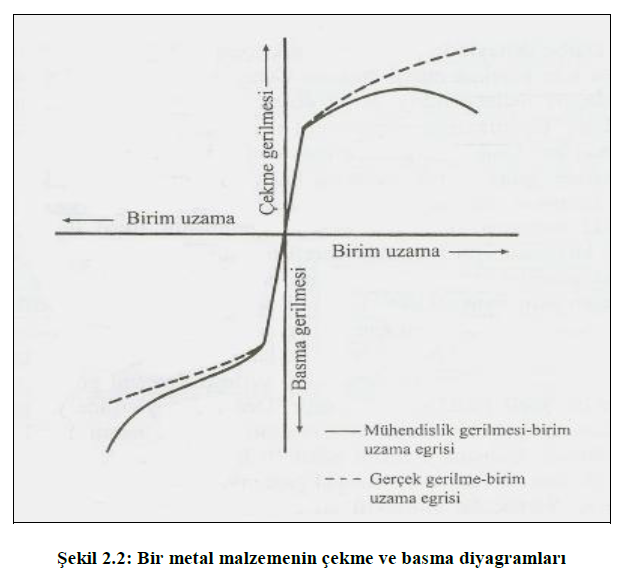 Çekme gerilmesi
Birim uzama
Birim uzama
Basma gerilmesi
Mühendislik gerilmesi-birim
uzama egrisi
Gerçek gerilme-birim
uzama egrisi
Şekil 2.2: Bir metal malzemenin çekme ve basma diyagramları